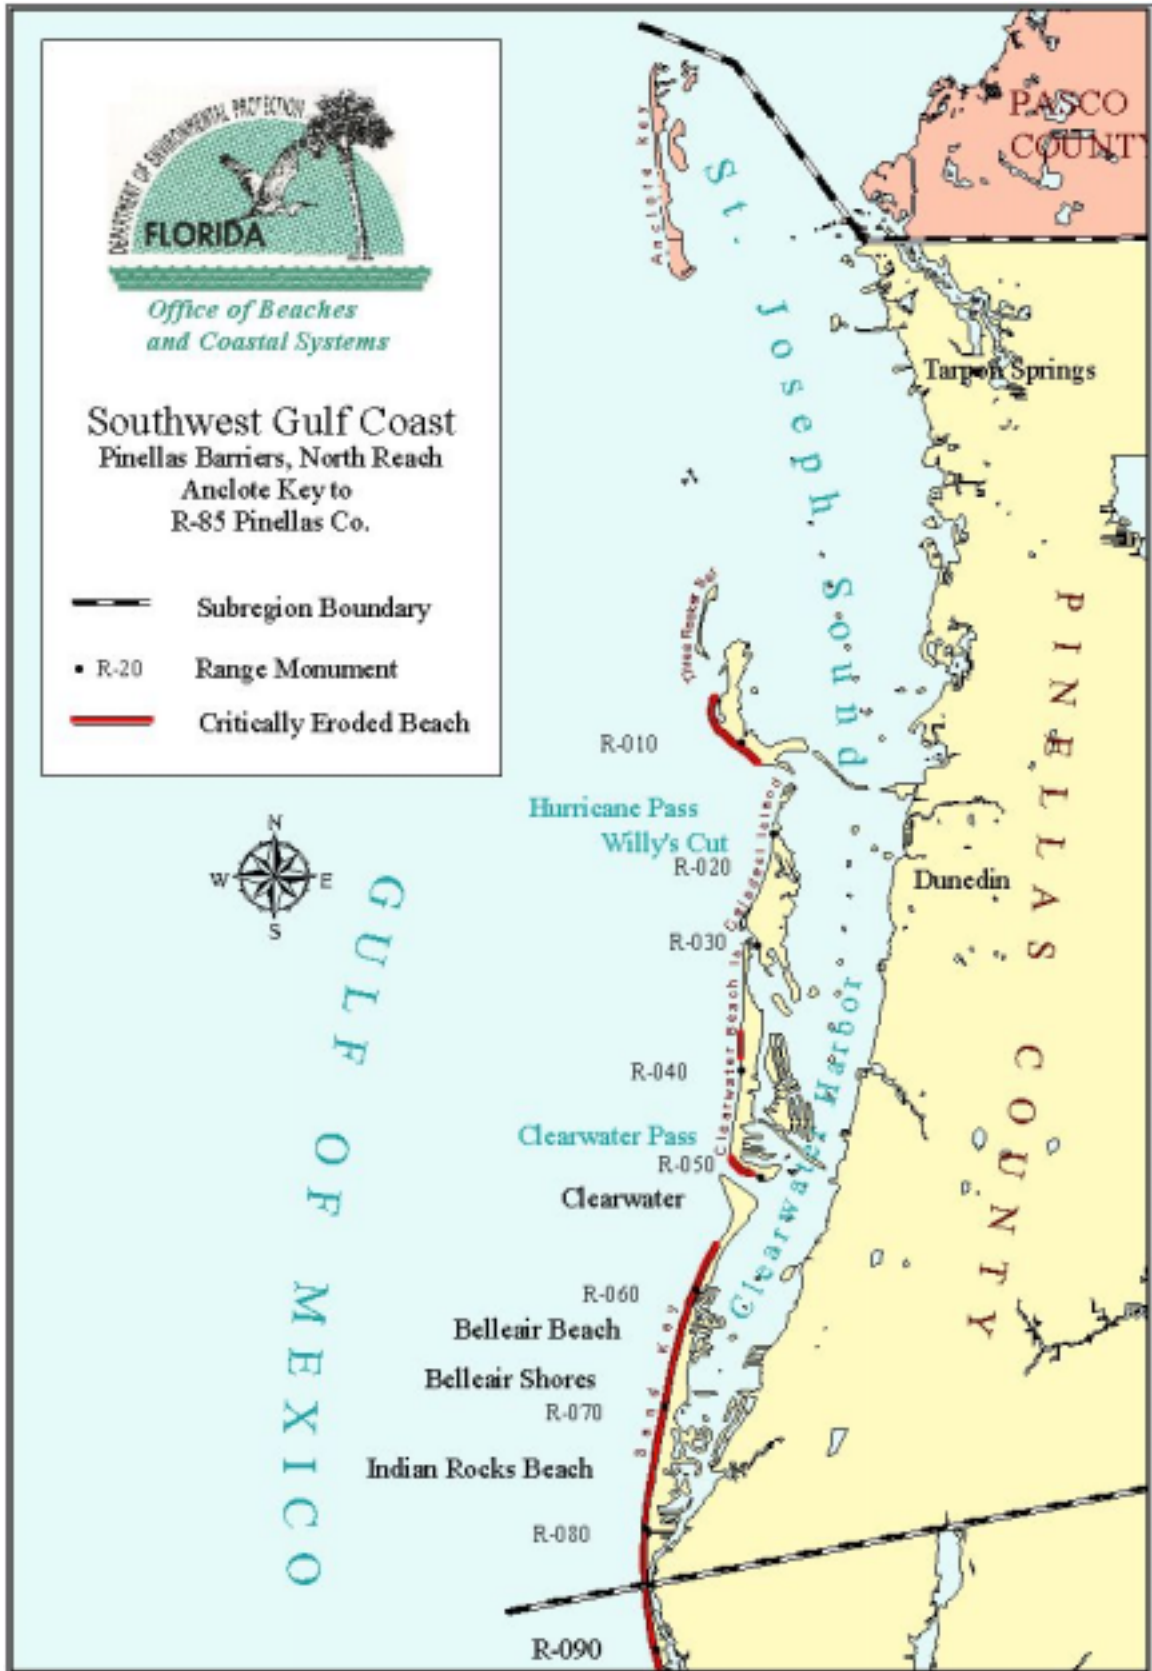 DEPARTMENT OF ENVIRONMENTAL PROTECTION
FLORIDA
Office of Beaches
and Coastal Systems
Southwest Gulf Coast
Pinellas Barriers, North Reach
Anclote Key to
R-85 Pinellas Co.
Subregion Boundary
R-20 Range Monument
Critically Eroded Beach
PASCO
COUNTY
Anclote Key
St. Joseph Sound
Tarpon Springs
PINELLAS COUNTY
Three Rooker Bar
R-010
Hurricane Pass
Willy's Cut
R-020
Caladesi Island
Dunedin
N
W E
S
R-030
Clearwater Beach Is
R-040
Clearwater Harbor
Clearwater Pass
R-050
Clearwater
GULF OF MEXICO
R-060
Belleair Beach
Sand Key
Belleair Shores
R-070
Indian Rocks Beach
R-080
R-090